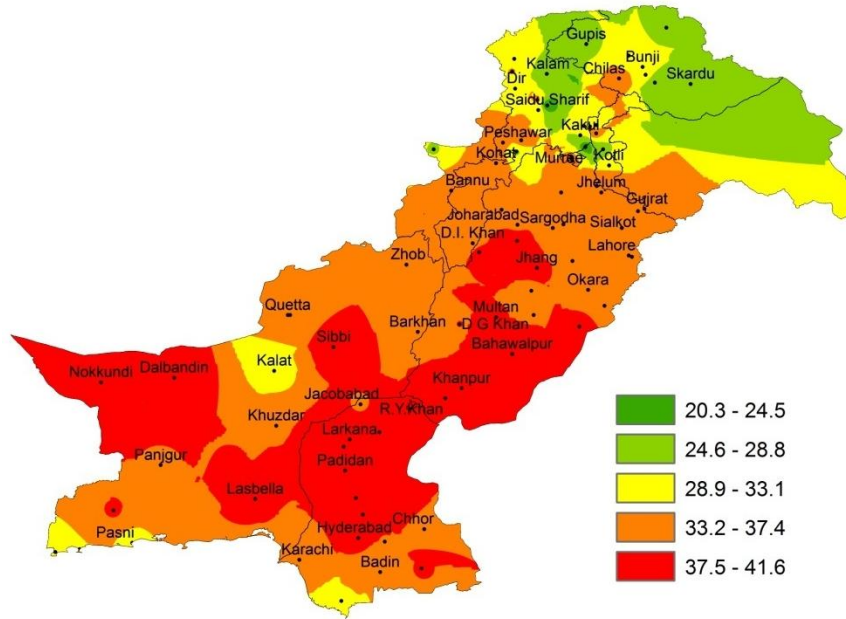 Gupis
Kalam
Bunji
Chilas
Dir
Skardu
Saidu Sharif
Kakul
Peshawar
Kohat
Murree
Kotli
Bannu
Jhelum
Gujrat
Joharabad
Sargodha
Sialkot
D.I. Khan
Lahore
Zhob
Jhang
Okara
Quetta
Multan
D G Khan
Barkhan
Sibbi
Bahawalpur
Kalat
Nokkundi
Dalbandin
Khanpur
Jacobabad
R.Y.Khan
Khuzdar
Larkana
Panjgur
Padidan
Lasbella
Pasni
Hyderabad
Chhor
Karachi
Badin
20.3 - 24.5
24.6 - 28.8
28.9 - 33.1
33.2 - 37.4
37.5 - 41.6